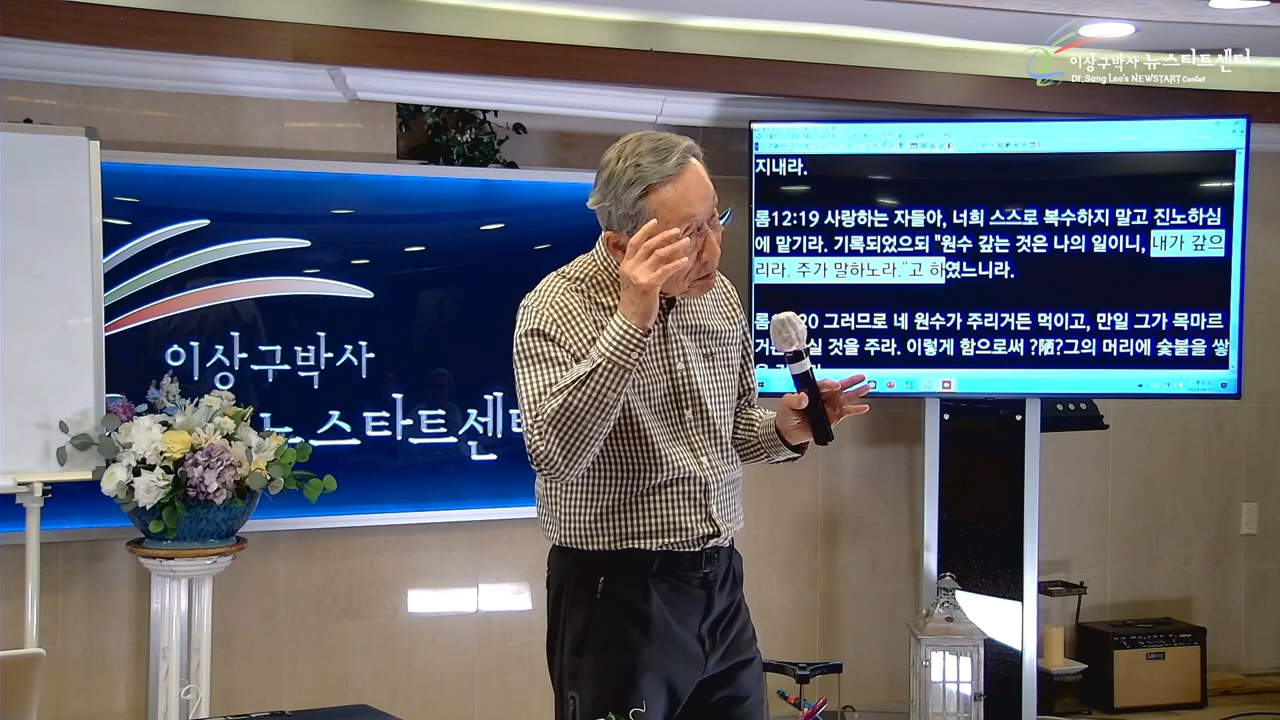 이상구박사 뉴스타트센터
Dr. Sang Lee's NEWSTART Center
지내라.
롬12:19 사랑하는 자들아, 너희 스스로 복수하지 말고 진노하심
에 맡기라. 기록되었으되 "원수 갚는 것은 나의 일이니, 내가 갚으
리라. 주가 말하노라."고 하였느니라.
20 그러므로 네 원수가 주리거든 먹이고, 만일 그가 목마르
실 것을 주라. 이렇게 함으로써 ?陋?그의 머리에 숯불을 쌓
이상구박사
뉴스타트센
Laney